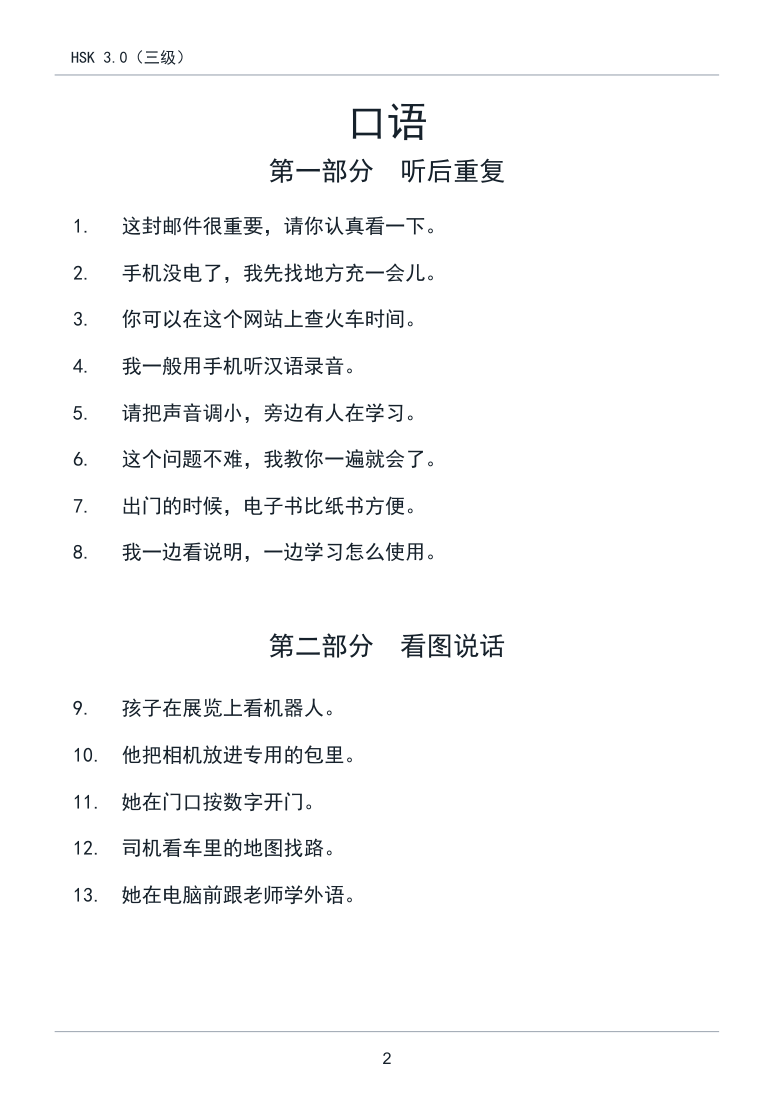 HSK 3.0（三级）
口语
第一部分　听后重复
1. 这封邮件很重要，请你认真看一下。
2. 手机没电了，我先找地方充一会儿。
3. 你可以在这个网站上查火车时间。
4. 我一般用手机听汉语录音。
5. 请把声音调小，旁边有人在学习。
6. 这个问题不难，我教你一遍就会了。
7. 出门的时候，电子书比纸书方便。
8. 我一边看说明，一边学习怎么使用。
第二部分　看图说话
9. 孩子在展览上看机器人。
10. 他把相机放进专用的包里。
11. 她在门口按数字开门。
12. 司机看车里的地图找路。
13. 她在电脑前跟老师学外语。
2